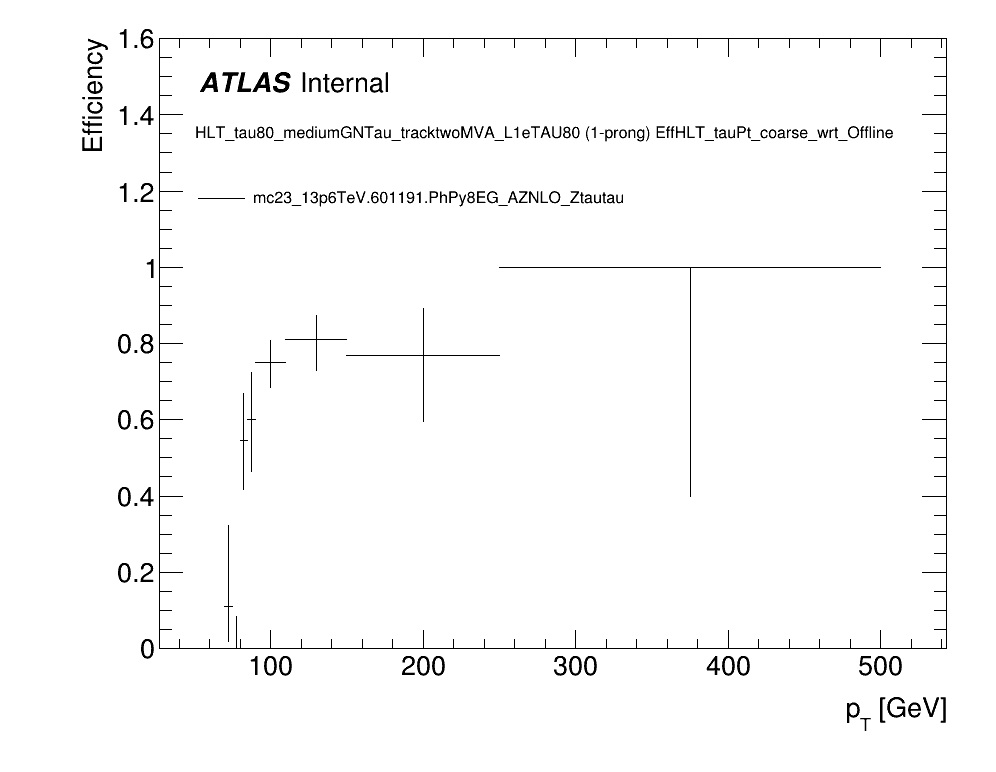 Efficiency
1.6
1.4
1.2
1
0.8
0.6
0.4
0.2
0
ATLAS Internal
HLT_tau80_mediumGNTau_tracktwoMVA_L1eTAU80 (1-prong) EffHLT_tauPt_coarse_wrt_Offline
mc23_13p6TeV.601191.PhPy8EG_AZNLO_Ztautau
100 200 300 400 500
p_T [GeV]